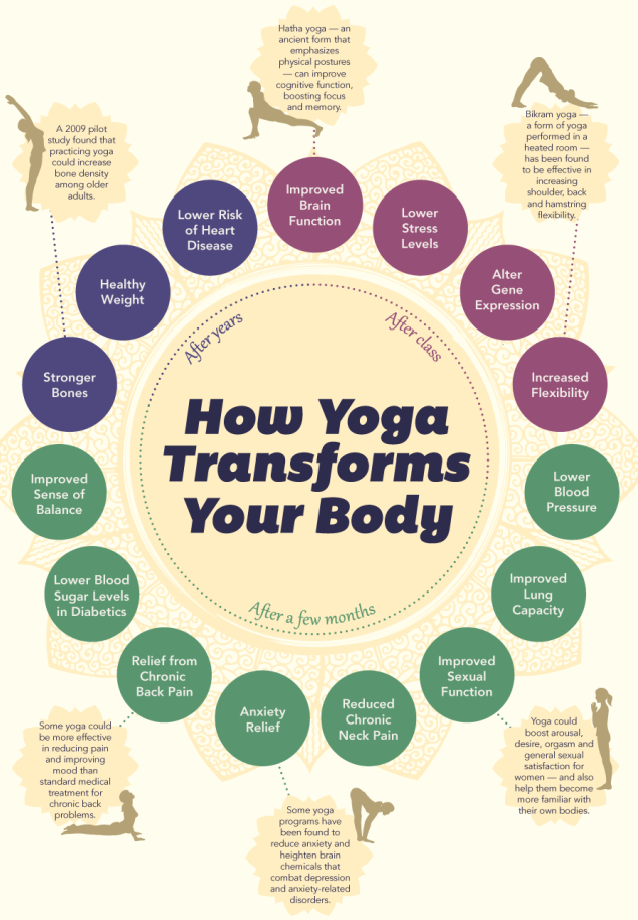 Hatha yoga — an
ancient form that
emphasizes
physical postures
— can improve
cognitive function,
boosting focus
and memory.
Bikram yoga —
a form of yoga
performed in a
heated room —
has been found
to be effective in
increasing
shoulder, back
and hamstring
flexibility.
A 2009 pilot
study found that
practicing yoga
could increase
bone density
among older
adults.
Improved
Brain
Function
Lower
Stress
Levels
Alter
Gene
Expression
Increased
Flexibility
Lower
Blood
Pressure
Improved
Lung
Capacity
Improved
Sexual
Function
Reduced
Chronic
Neck Pain
Anxiety
Relief
Relief from
Chronic
Back Pain
Lower Blood
Sugar Levels
in Diabetics
Improved
Sense of
Balance
Stronger
Bones
Healthy
Weight
Lower Risk
of Heart
Disease
After years
After class
How Yoga
Transforms
Your Body
After a few months
Some yoga could
be more effective
in reducing pain
and improving
mood than
standard medical
treatment for
chronic back
problems.
Some yoga
programs have
been found to
reduce anxiety and
heighten brain
chemicals that
combat depression
and anxiety-related
disorders.
Yoga could
boost arousal,
desire, orgasm and
general sexual
satisfaction for
women — and also
help them become
more familiar with
their own bodies.